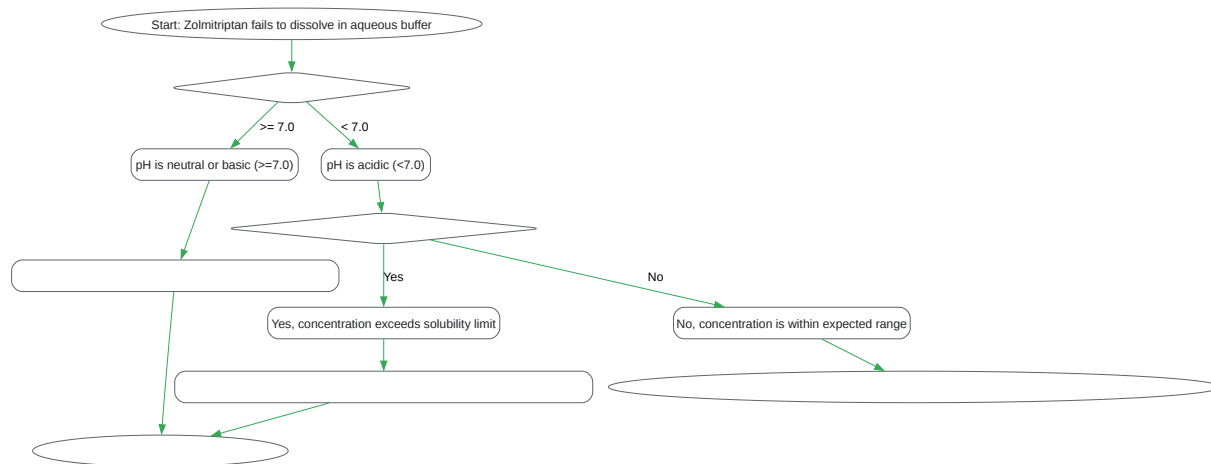 Start: Zolmitriptan fails to dissolve in aqueous buffer
>= 7.0
< 7.0
pH is neutral or basic (>=7.0)
pH is acidic (<7.0)
Yes
No
Yes, concentration exceeds solubility limit
No, concentration is within expected range